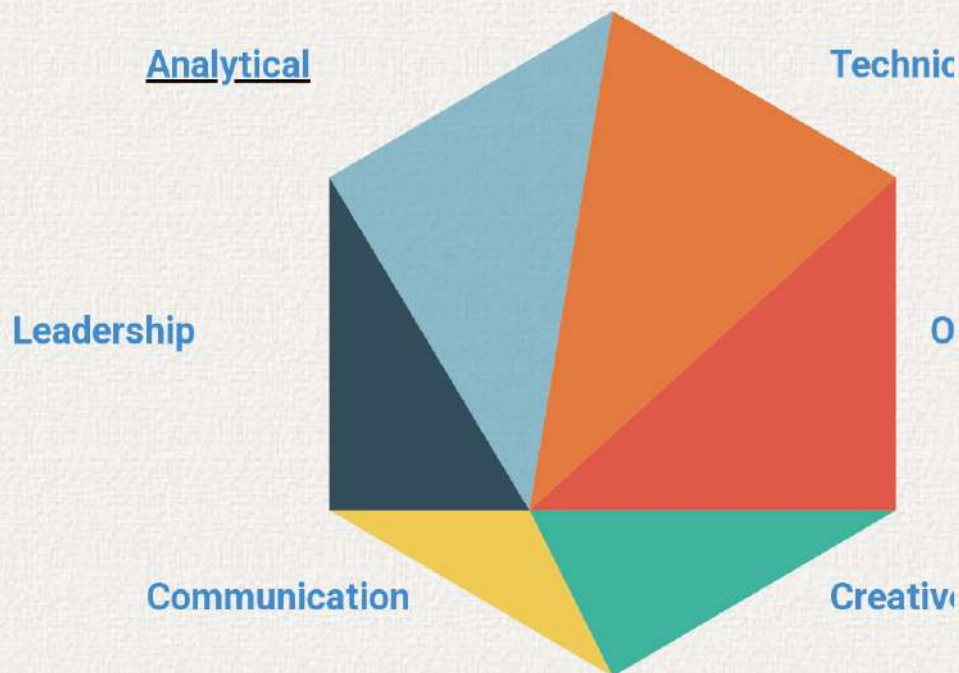 Analytical
Technic
Leadership
O
Communication
Creativ